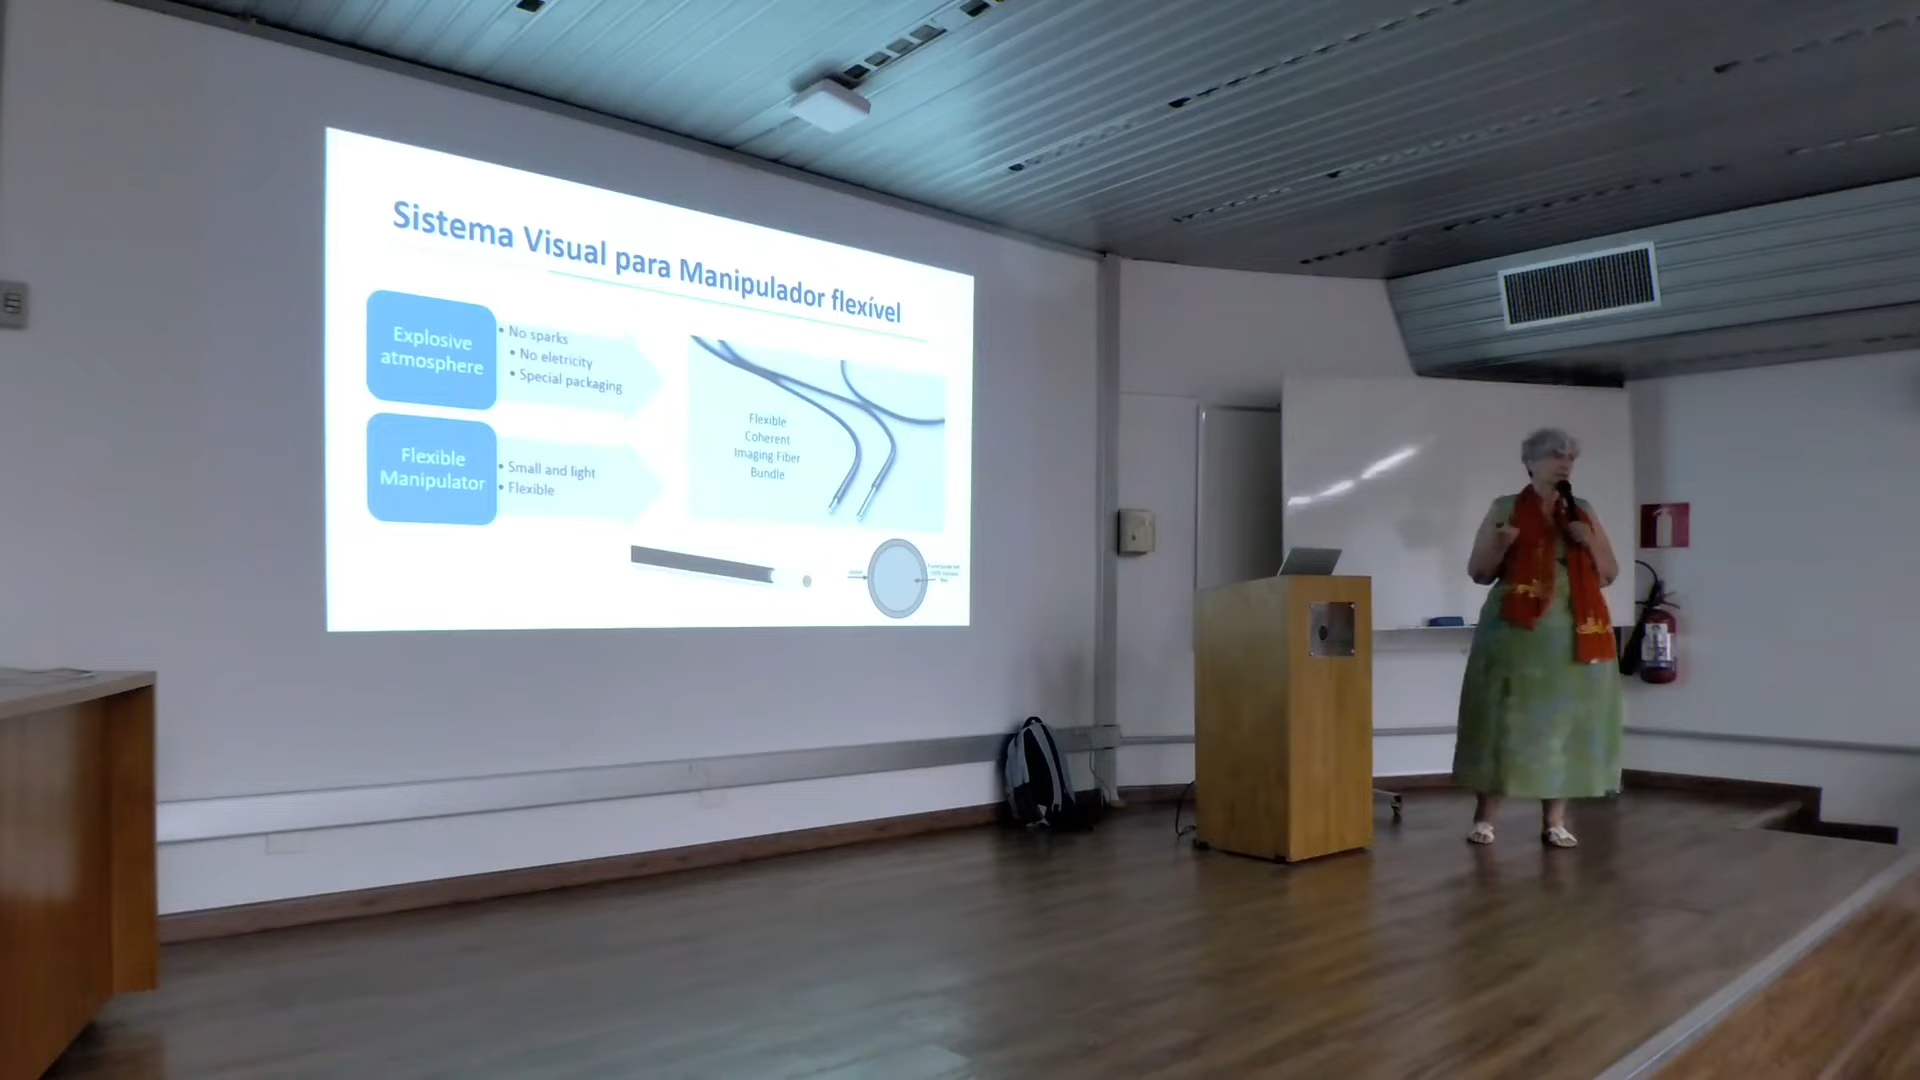 Sistema Visual para Manipulador flexível
Explosive
atmosphere
• No sparks
• No eletricity
• Special packaging
Flexible
Manipulator
• Small and light
• Flexible
Flexible
Coherent
Imaging Fiber
Bundle